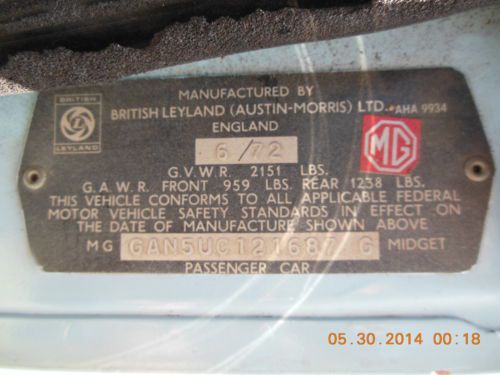 BRITISH
LEYLAND
MANUFACTURED BY
BRITISH LEYLAND (AUSTIN-MORRIS) LTD. AHA 9934
ENGLAND
6/72
MG
G.V.W.R. 2151 LBS.
G.A.W.R. FRONT 959 LBS. REAR 1238 LBS.
THIS VEHICLE CONFORMS TO ALL APPLICABLE FEDERAL
MOTOR VEHICLE SAFETY STANDARDS IN EFFECT ON
THE DATE OF MANUFACTURE SHOWN ABOVE
MG GAN5UC121687 G MIDGET
PASSENGER CAR
05.30.2014 00:18